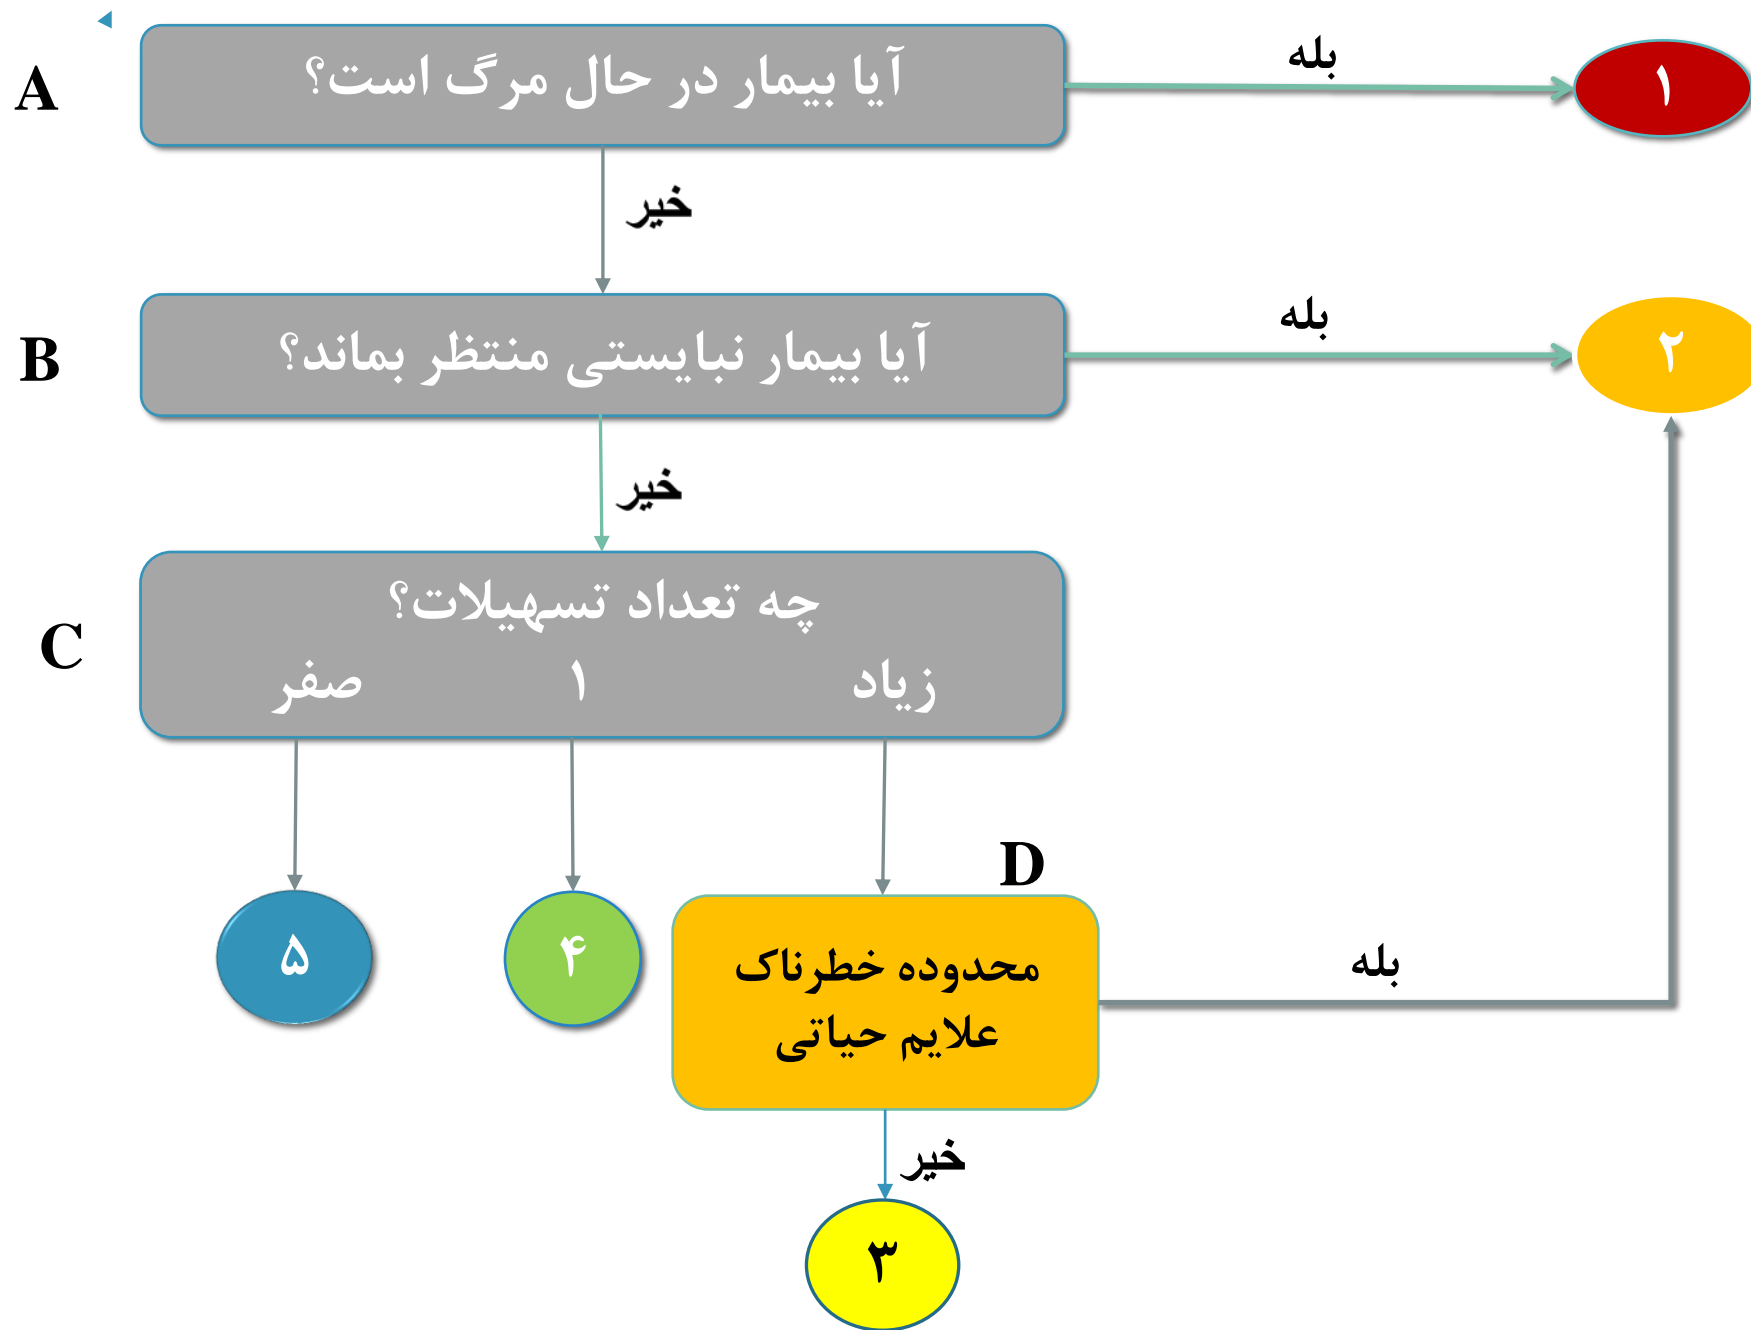 A
آیا بیمار در حال مرگ است؟
بله
۱
خیر
B
آیا بیمار نبایستی منتظر بماند؟
بله
۲
خیر
C
چه تعداد تسهیلات؟
زیاد
۱
صفر
D
۵
۴
محدوده خطرناک
علایم حیاتی
بله
خیر
۳